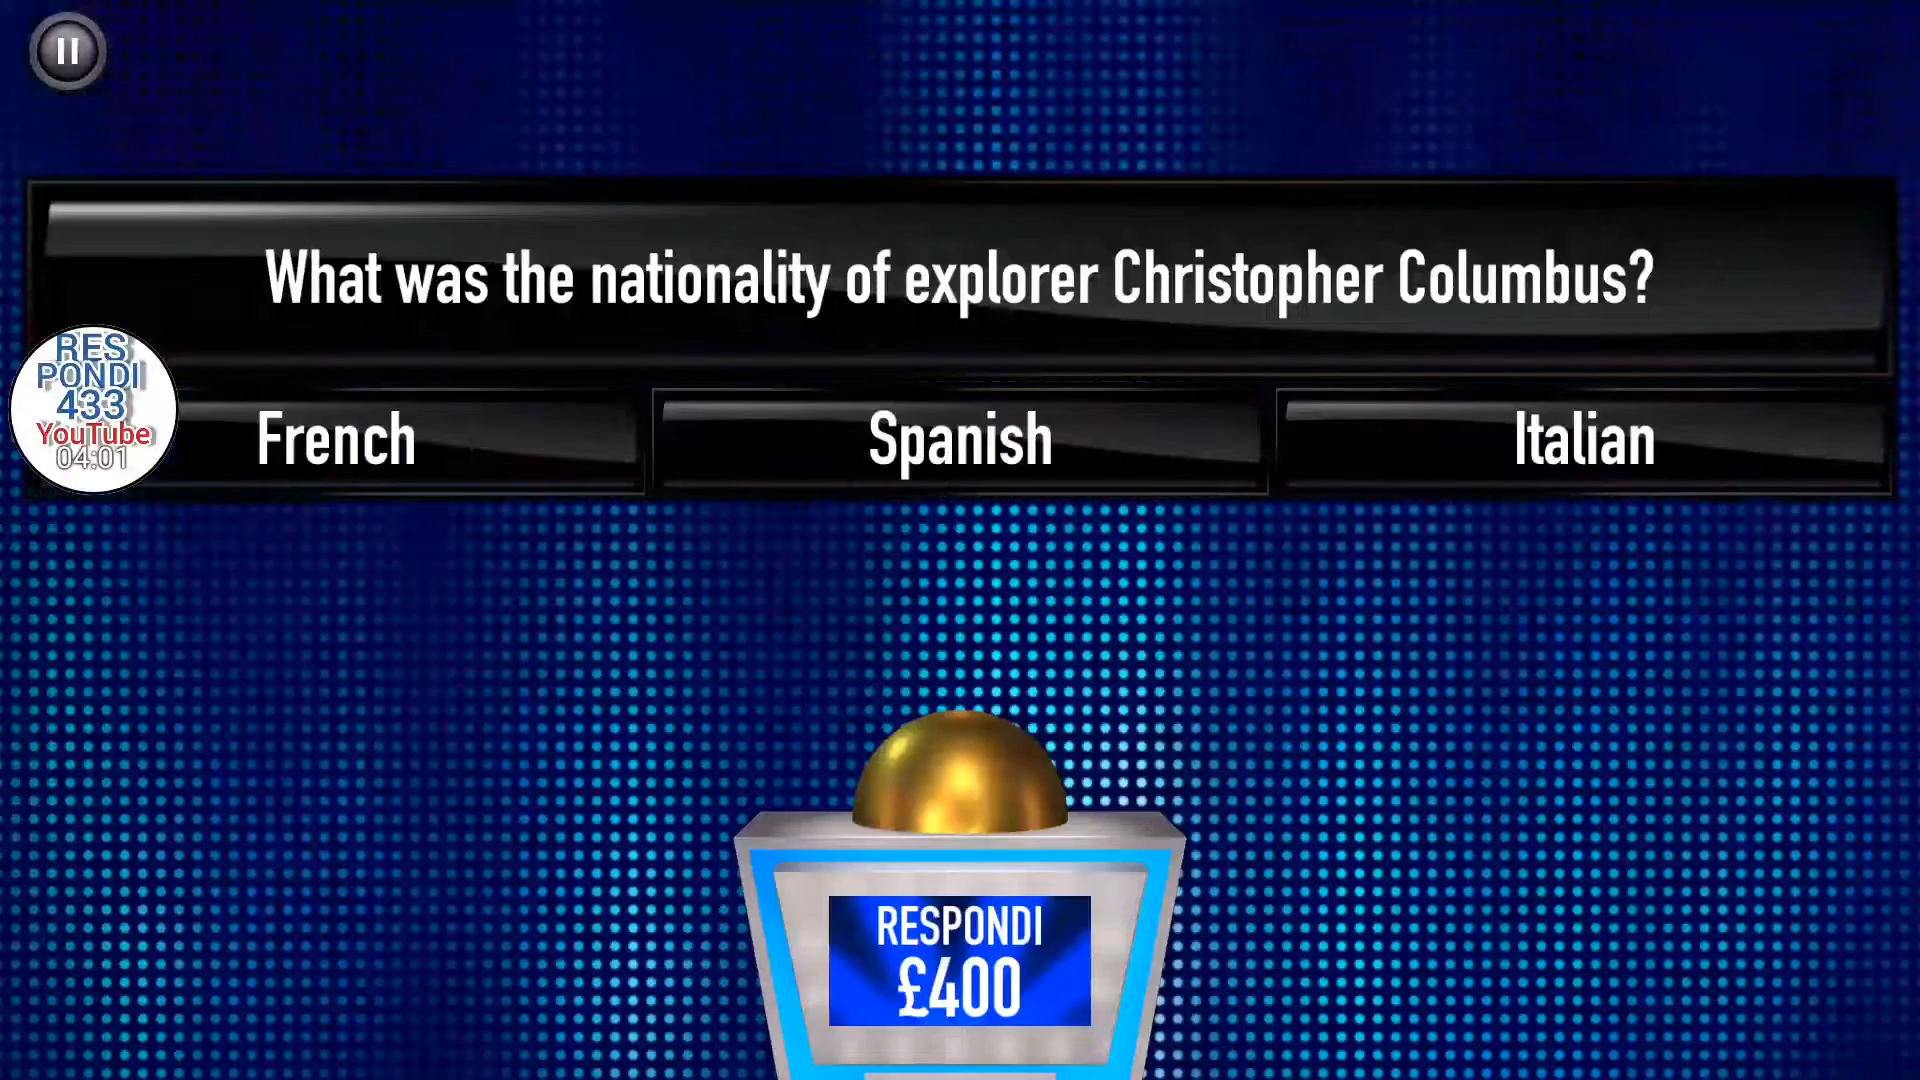 What was the nationality of explorer Christopher Columbus?
RES
PONDI
433
YouTube
04:01
French
Spanish
Italian
RESPONDI
£400